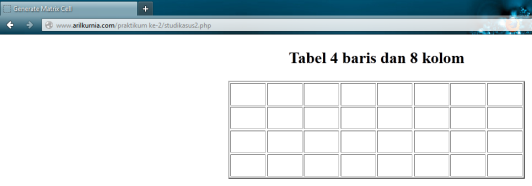 Generate Matrix Cell
www.arilkurnia.com/praktikum ke-2/studikasus2.php
Tabel 4 baris dan 8 kolom